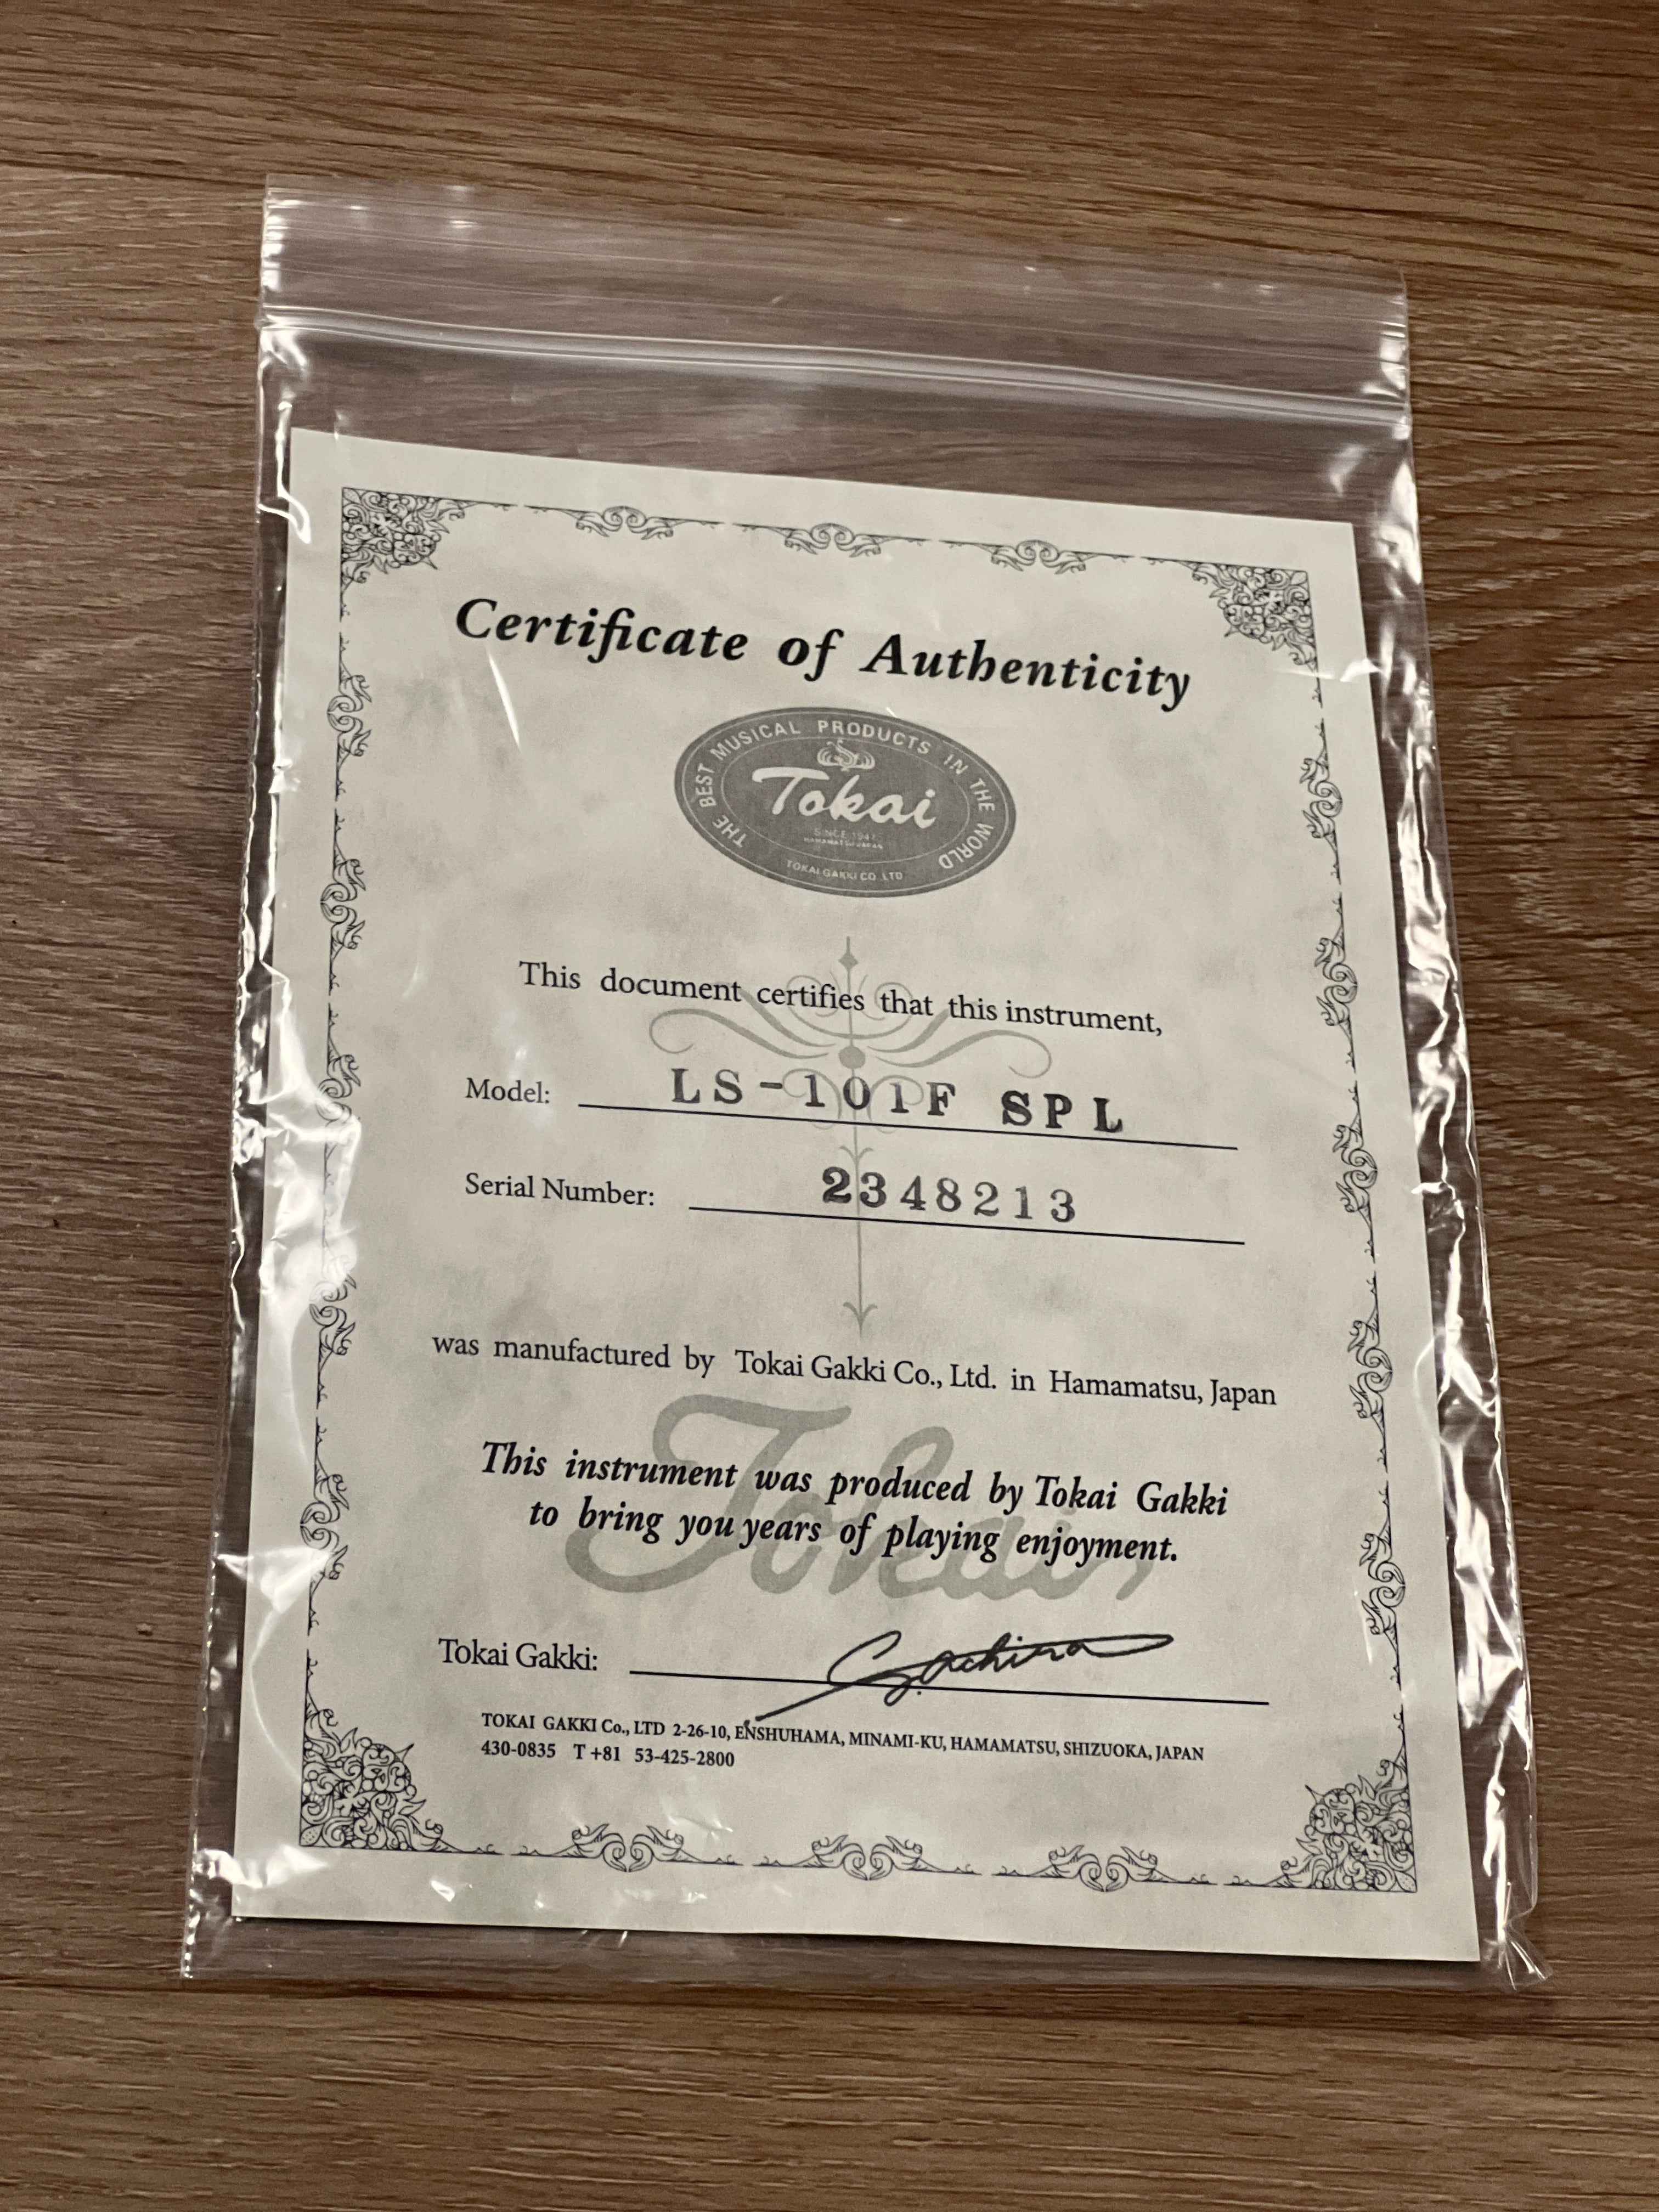 Certificate of Authenticity
THE BEST MUSICAL PRODUCTS IN THE WORLD
Tokai
SINCE 1947
HAMAMATSU JAPAN
TOKAI GAKKI CO.,LTD.
This document certifies that this instrument,
Model: LS-101F SPL
Serial Number: 2348213
was manufactured by Tokai Gakki Co., Ltd. in Hamamatsu, Japan
Tokai
This instrument was produced by Tokai Gakki
to bring you years of playing enjoyment.
Tokai Gakki:
TOKAI GAKKI Co., LTD 2-26-10, ENSHUHAMA, MINAMI-KU, HAMAMATSU, SHIZUOKA, JAPAN
430-0835 T +81 53-425-2800